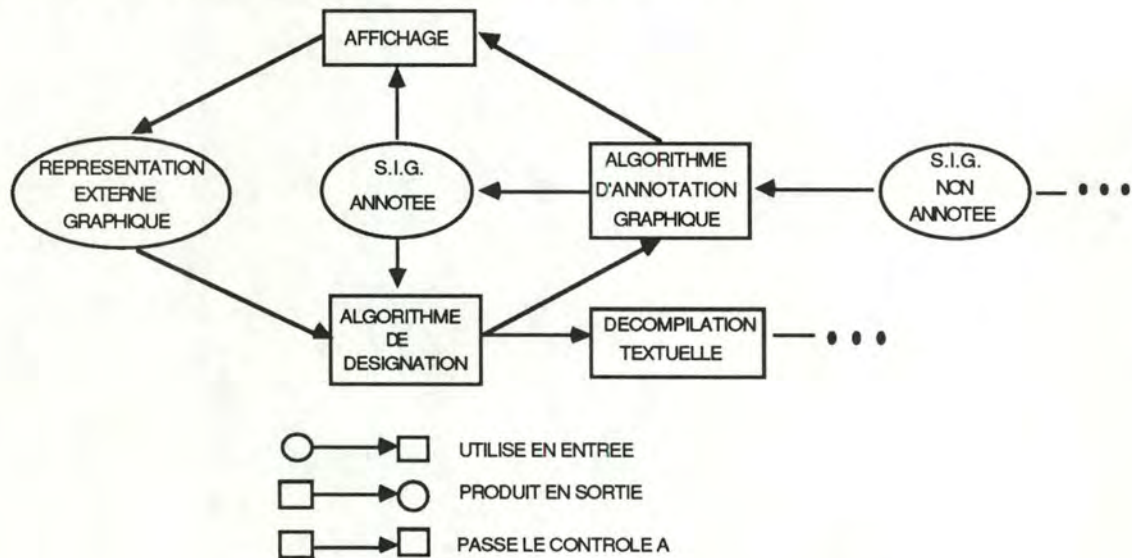 AFFICHAGE
REPRESENTATION
EXTERNE
GRAPHIQUE
S.I.G.
ANNOTEE
ALGORITHME
D'ANNOTATION
GRAPHIQUE
S.I.G.
NON
ANNOTEE
ALGORITHME
DE
DESIGNATION
DECOMPILATION
TEXTUELLE
UTILISE EN ENTREE
PRODUIT EN SORTIE
PASSE LE CONTROLE A